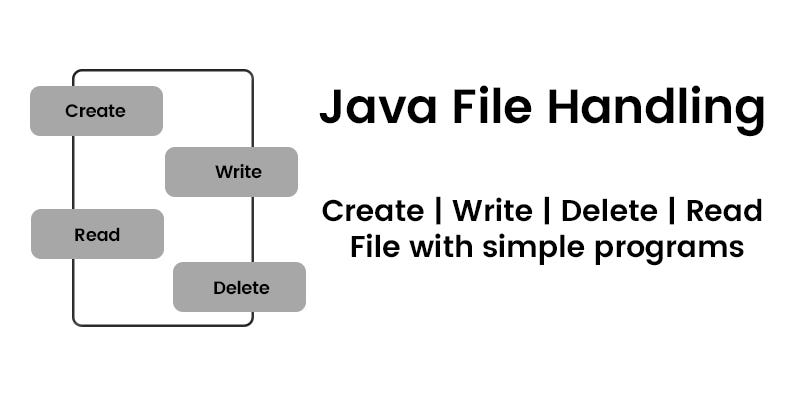 Create
Write
Read
Delete
Java File Handling
Create | Write | Delete | Read
File with simple programs